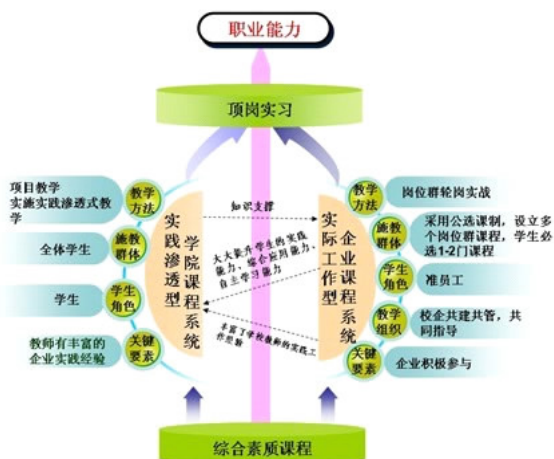 职业能力
顶岗实习
项目教学
实施实践渗透式教
学
教学
方法
全体学生
施教
群体
学生
学生
角色
教师有丰富的
企业实践经验
关键
要素
实践渗透型
学院课程系统
知识支撑
大大提升学生的实践
能力、综合应用能力、
自主学习能力
丰富了学校教师的实践工
作经验
实际工作型
企业课程系统
教学
方法
岗位群轮岗实战
施教
群体
采用公选课制，设立多
个岗位群课程，学生必
选1-2门课程
学生
角色
准员工
教学
组织
校企共建共管，共
同指导
关键
要素
企业积极参与
综合素质课程